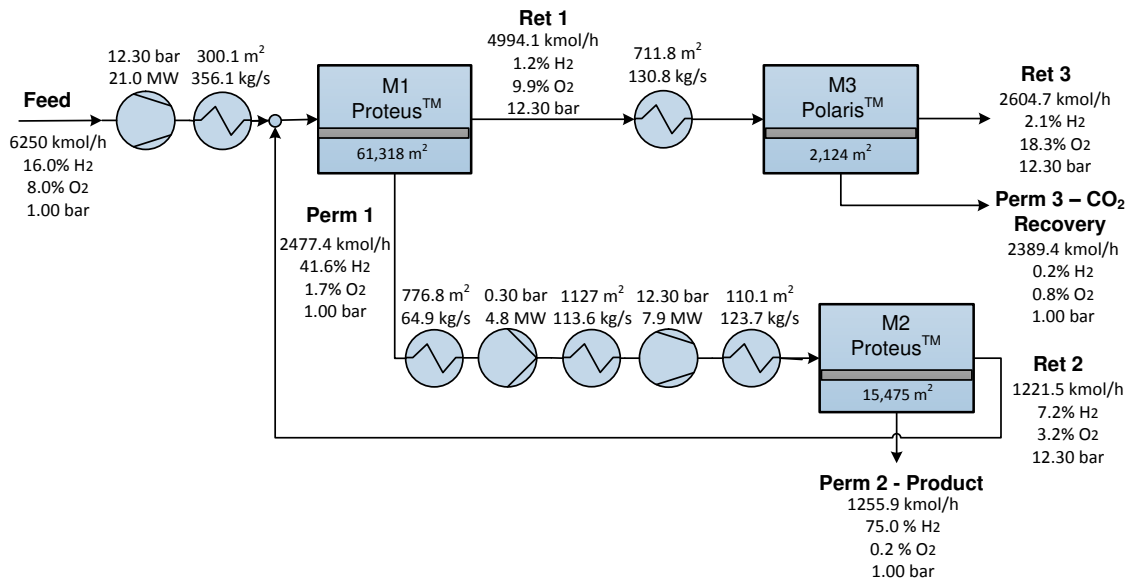 Feed
6250 kmol/h
16.0% H₂
8.0% O₂
1.00 bar
12.30 bar
21.0 MW
300.1 m²
356.1 kg/s
M1
Proteus™
61,318 m²
Ret 1
4994.1 kmol/h
1.2% H₂
9.9% O₂
12.30 bar
711.8 m²
130.8 kg/s
M3
Polaris™
2,124 m²
Ret 3
2604.7 kmol/h
2.1% H₂
18.3% O₂
12.30 bar
Perm 3 – CO₂
Recovery
2389.4 kmol/h
0.2% H₂
0.8% O₂
1.00 bar
Perm 1
2477.4 kmol/h
41.6% H₂
1.7% O₂
1.00 bar
776.8 m²
64.9 kg/s
0.30 bar
4.8 MW
1127 m²
113.6 kg/s
12.30 bar
7.9 MW
110.1 m²
123.7 kg/s
M2
Proteus™
15,475 m²
Ret 2
1221.5 kmol/h
7.2% H₂
3.2% O₂
12.30 bar
Perm 2 - Product
1255.9 kmol/h
75.0 % H₂
0.2 % O₂
1.00 bar